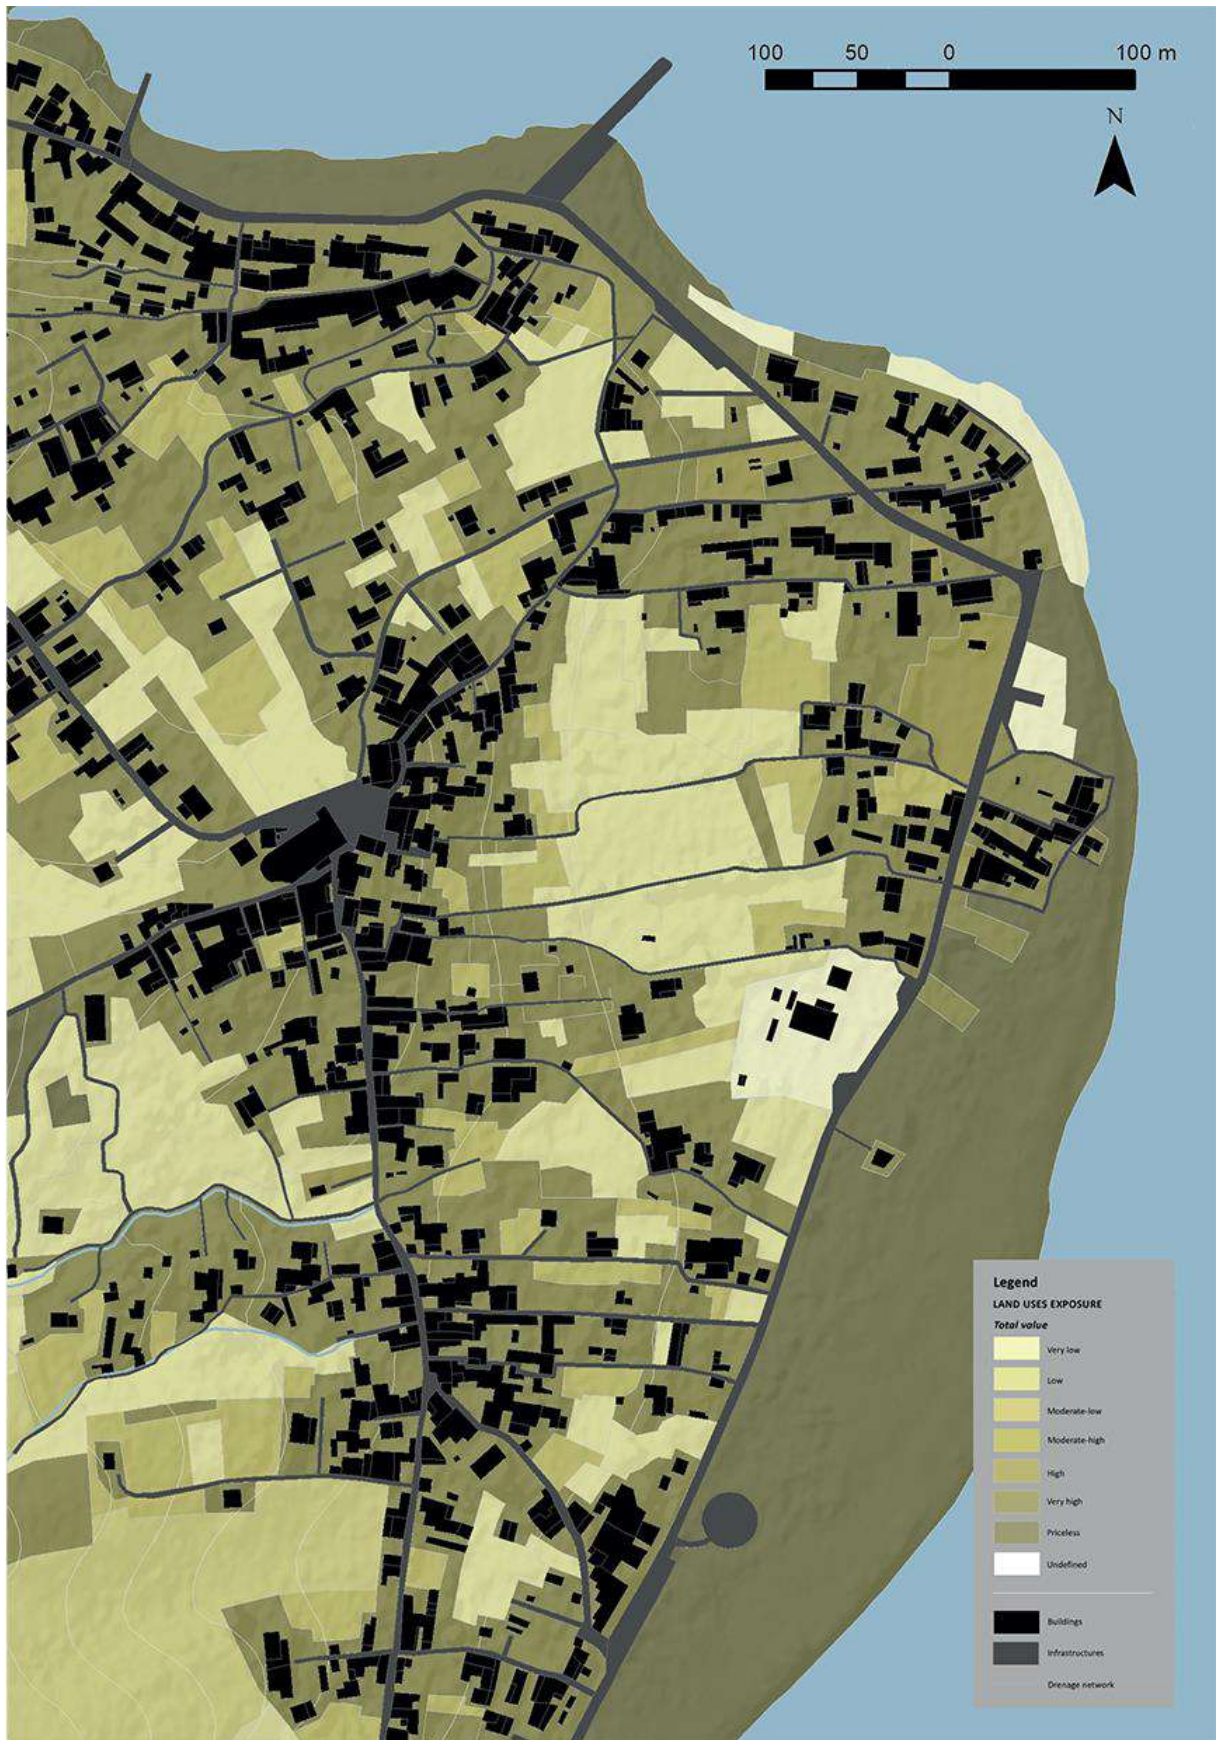 100 50 0 100 m
N
Legend
LAND USES EXPOSURE
Total value
Very low
Low
Moderate-low
Moderate-high
High
Very high
Priceless
Undefined
Buildings
Infrastructures
Drenage network